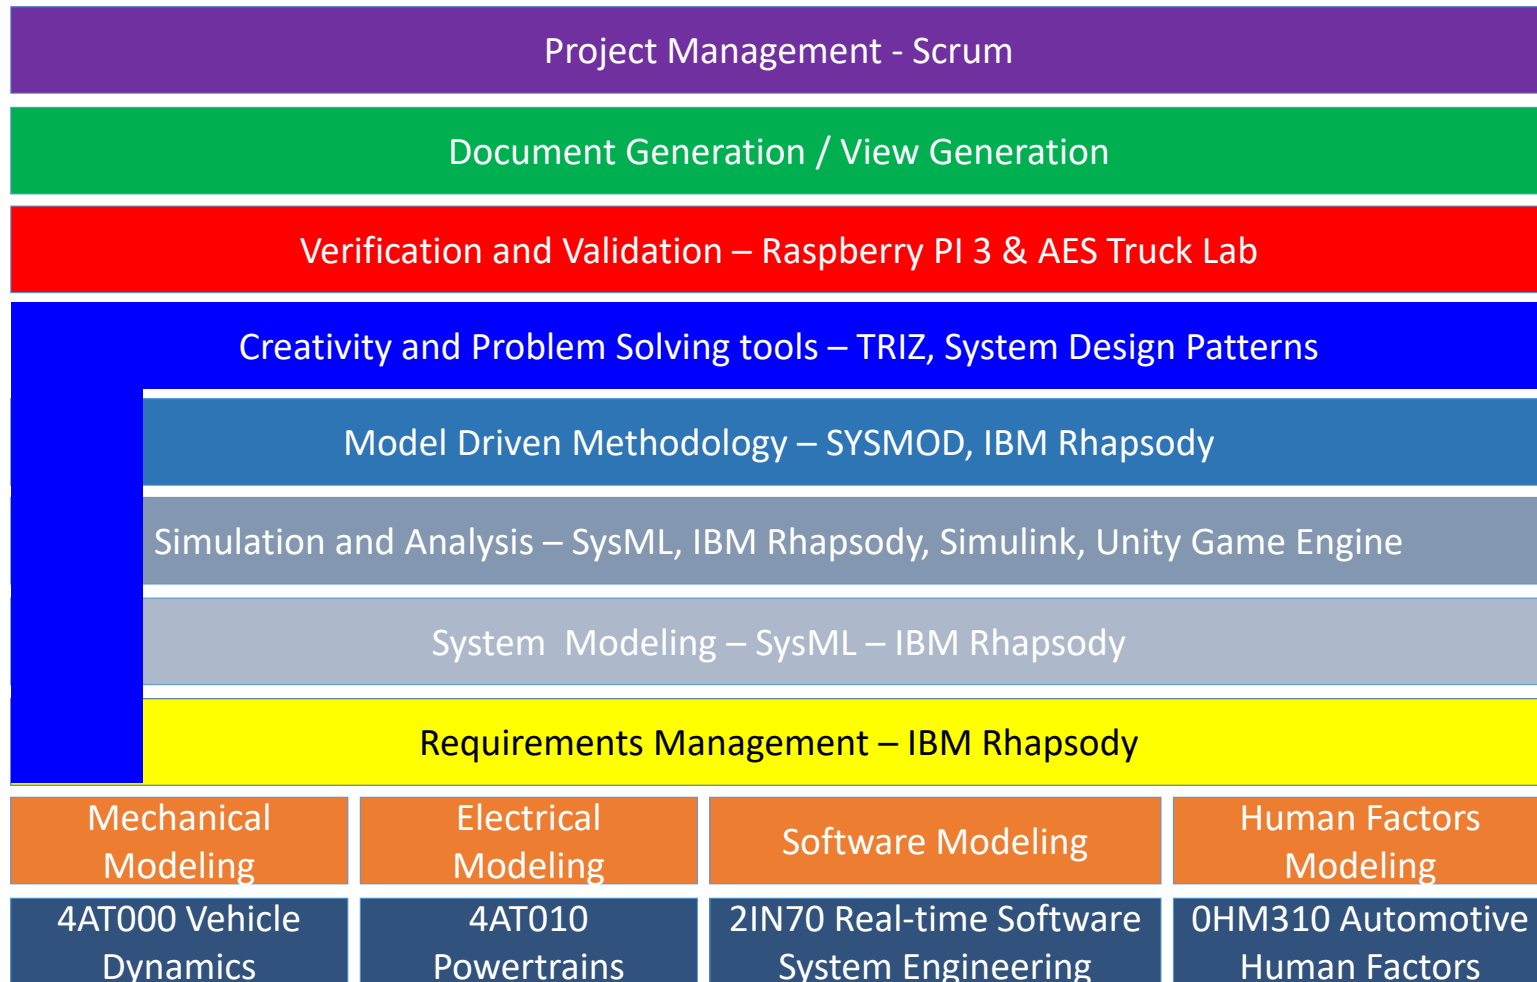 Project Management - Scrum
Document Generation / View Generation
Verification and Validation – Raspberry PI 3 & AES Truck Lab
Creativity and Problem Solving tools – TRIZ, System Design Patterns
Model Driven Methodology – SYSMOD, IBM Rhapsody
Simulation and Analysis – SysML, IBM Rhapsody, Simulink, Unity Game Engine
System  Modeling – SysML – IBM Rhapsody
Requirements Management – IBM Rhapsody
Mechanical
Modeling
Electrical
Modeling
Software Modeling
Human Factors
Modeling
4AT000 Vehicle
Dynamics
4AT010
Powertrains
2IN70 Real-time Software
System Engineering
0HM310 Automotive
Human Factors